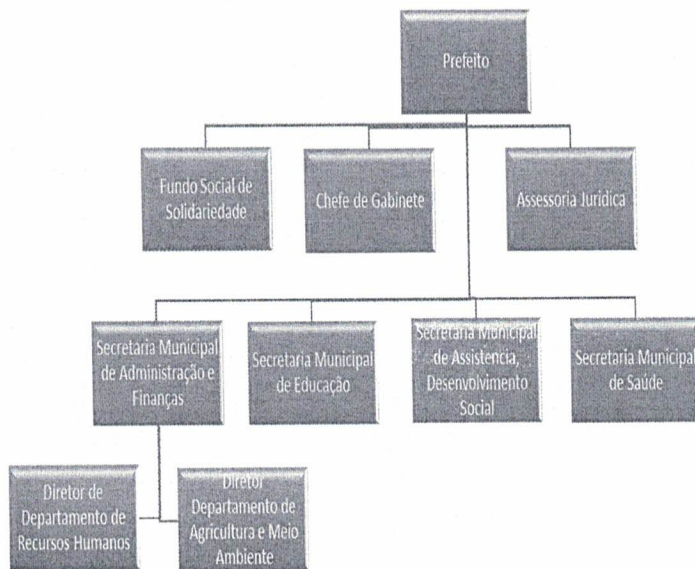 Prefeito
Fundo Social de
Solidariedade
Chefe de Gabinete
Assessoria Jurídica
Secretaria Municipal
de Administração e
Finanças
Secretaria Municipal
de Educação
Secretaria Municipal
de Assistencia,
Desenvolvimento
Social
Secretaria Municipal
de Saúde
Diretor de
Departamento de
Recursos Humanos
Diretor
Departamento de
Agricultura e Meio
Ambiente